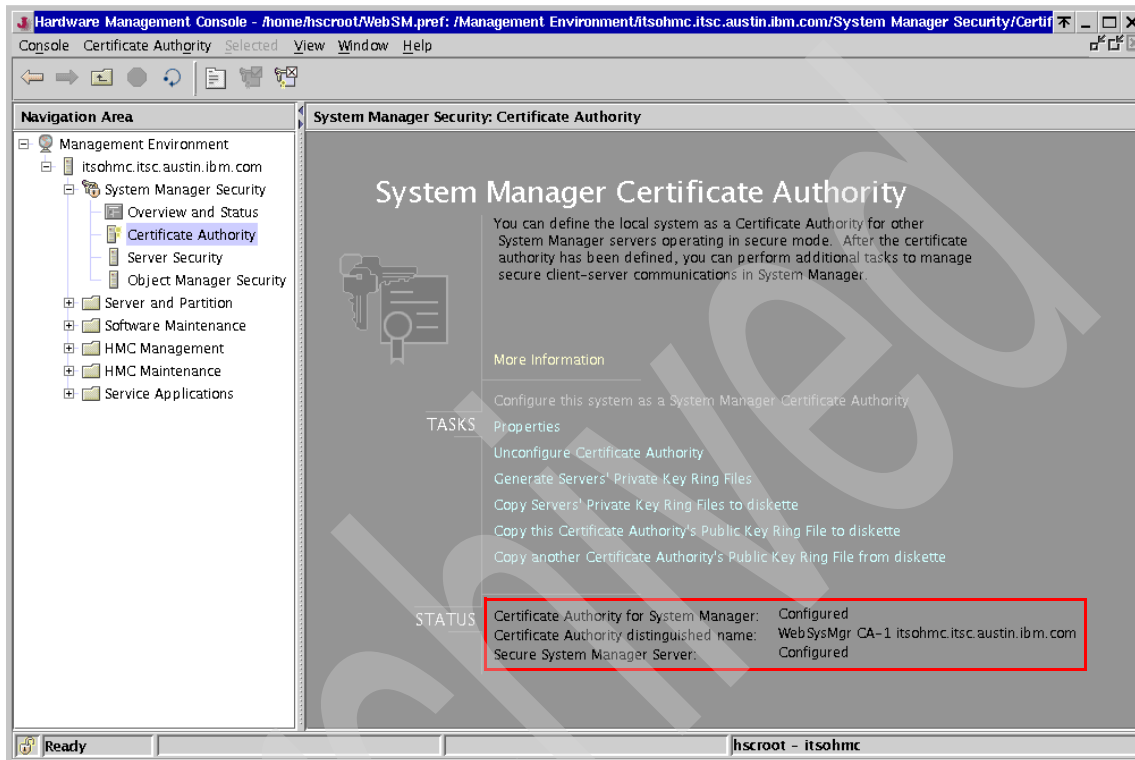 Hardware Management Console - /home/hscroot/WebSM.pref: /Management Environment/itsohmc.itsc.austin.ibm.com/System Manager Security/Certif
Console Certificate Authority Selected View Window Help
Navigation Area
System Manager Security: Certificate Authority
Management Environment
itsohmc.itsc.austin.ibm.com
System Manager Security
Overview and Status
Certificate Authority
Server Security
Object Manager Security
Server and Partition
Software Maintenance
HMC Management
HMC Maintenance
Service Applications
System Manager Certificate Authority
You can define the local system as a Certificate Authority for other
System Manager servers operating in secure mode. After the certificate
authority has been defined, you can perform additional tasks to manage
secure client-server communications in System Manager.
More Information
TASKS
Configure this system as a System Manager Certificate Authority
Properties
Unconfigure Certificate Authority
Generate Servers' Private Key Ring Files
Copy Servers' Private Key Ring Files to diskette
Copy this Certificate Authority's Public Key Ring File to diskette
Copy another Certificate Authority's Public Key Ring File from diskette
STATUS
Certificate Authority for System Manager: Configured
Certificate Authority distinguished name: WebSysMgr CA-1 itsohmc.itsc.austin.ibm.com
Secure System Manager Server: Configured
Ready
hscroot - itsohmc